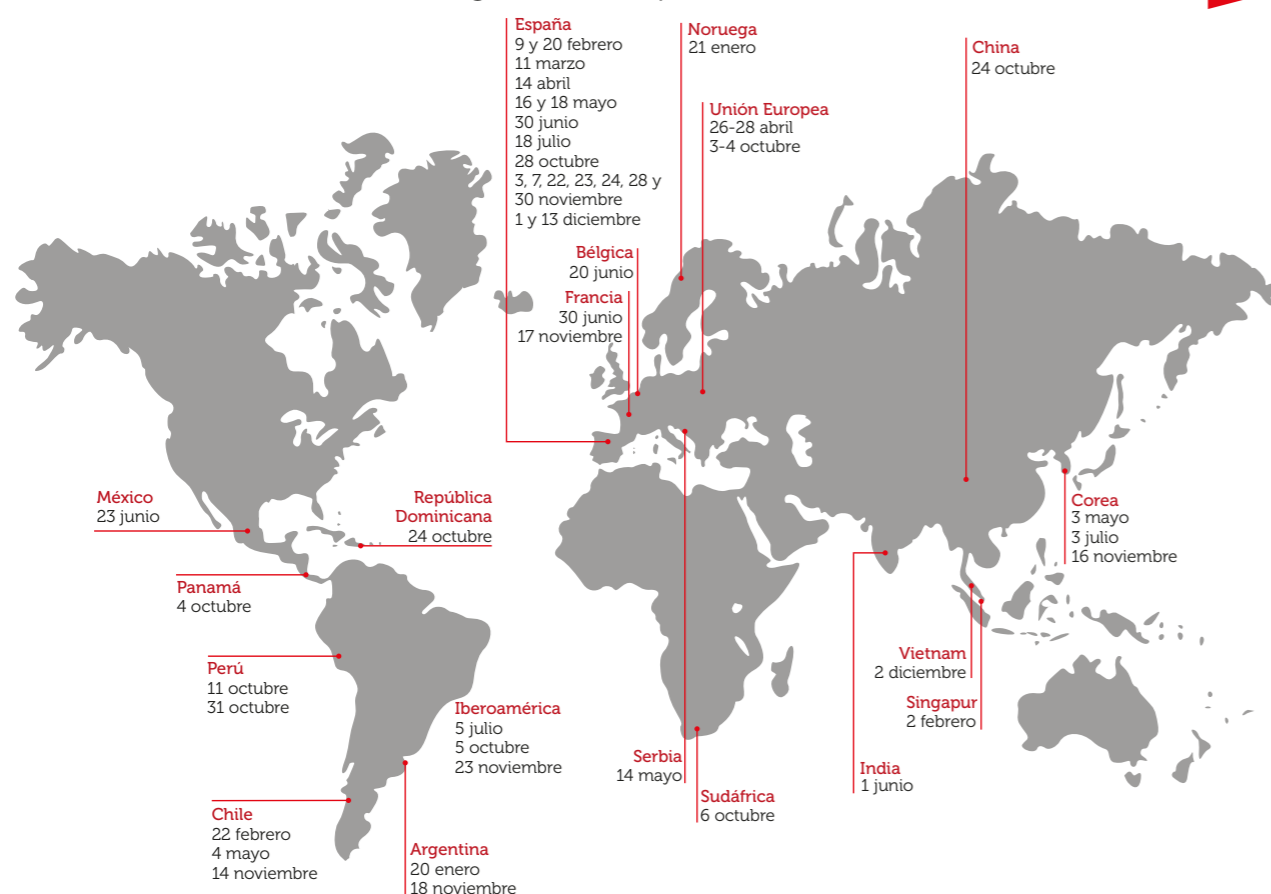 España
9 y 20 febrero
11 marzo
14 abril
16 y 18 mayo
30 junio
18 julio
28 octubre
3, 7, 22, 23, 24, 28 y
30 noviembre
1 y 13 diciembre
Noruega
21 enero
China
24 octubre
Unión Europea
26-28 abril
3-4 octubre
Bélgica
20 junio
Francia
30 junio
17 noviembre
México
23 junio
República
Dominicana
24 octubre
Corea
3 mayo
3 julio
16 noviembre
Panamá
4 octubre
Perú
11 octubre
31 octubre
Iberoamérica
5 julio
5 octubre
23 noviembre
Vietnam
2 diciembre
Singapur
2 febrero
Serbia
14 mayo
India
1 junio
Sudáfrica
6 octubre
Chile
22 febrero
4 mayo
14 noviembre
Argentina
20 enero
18 noviembre